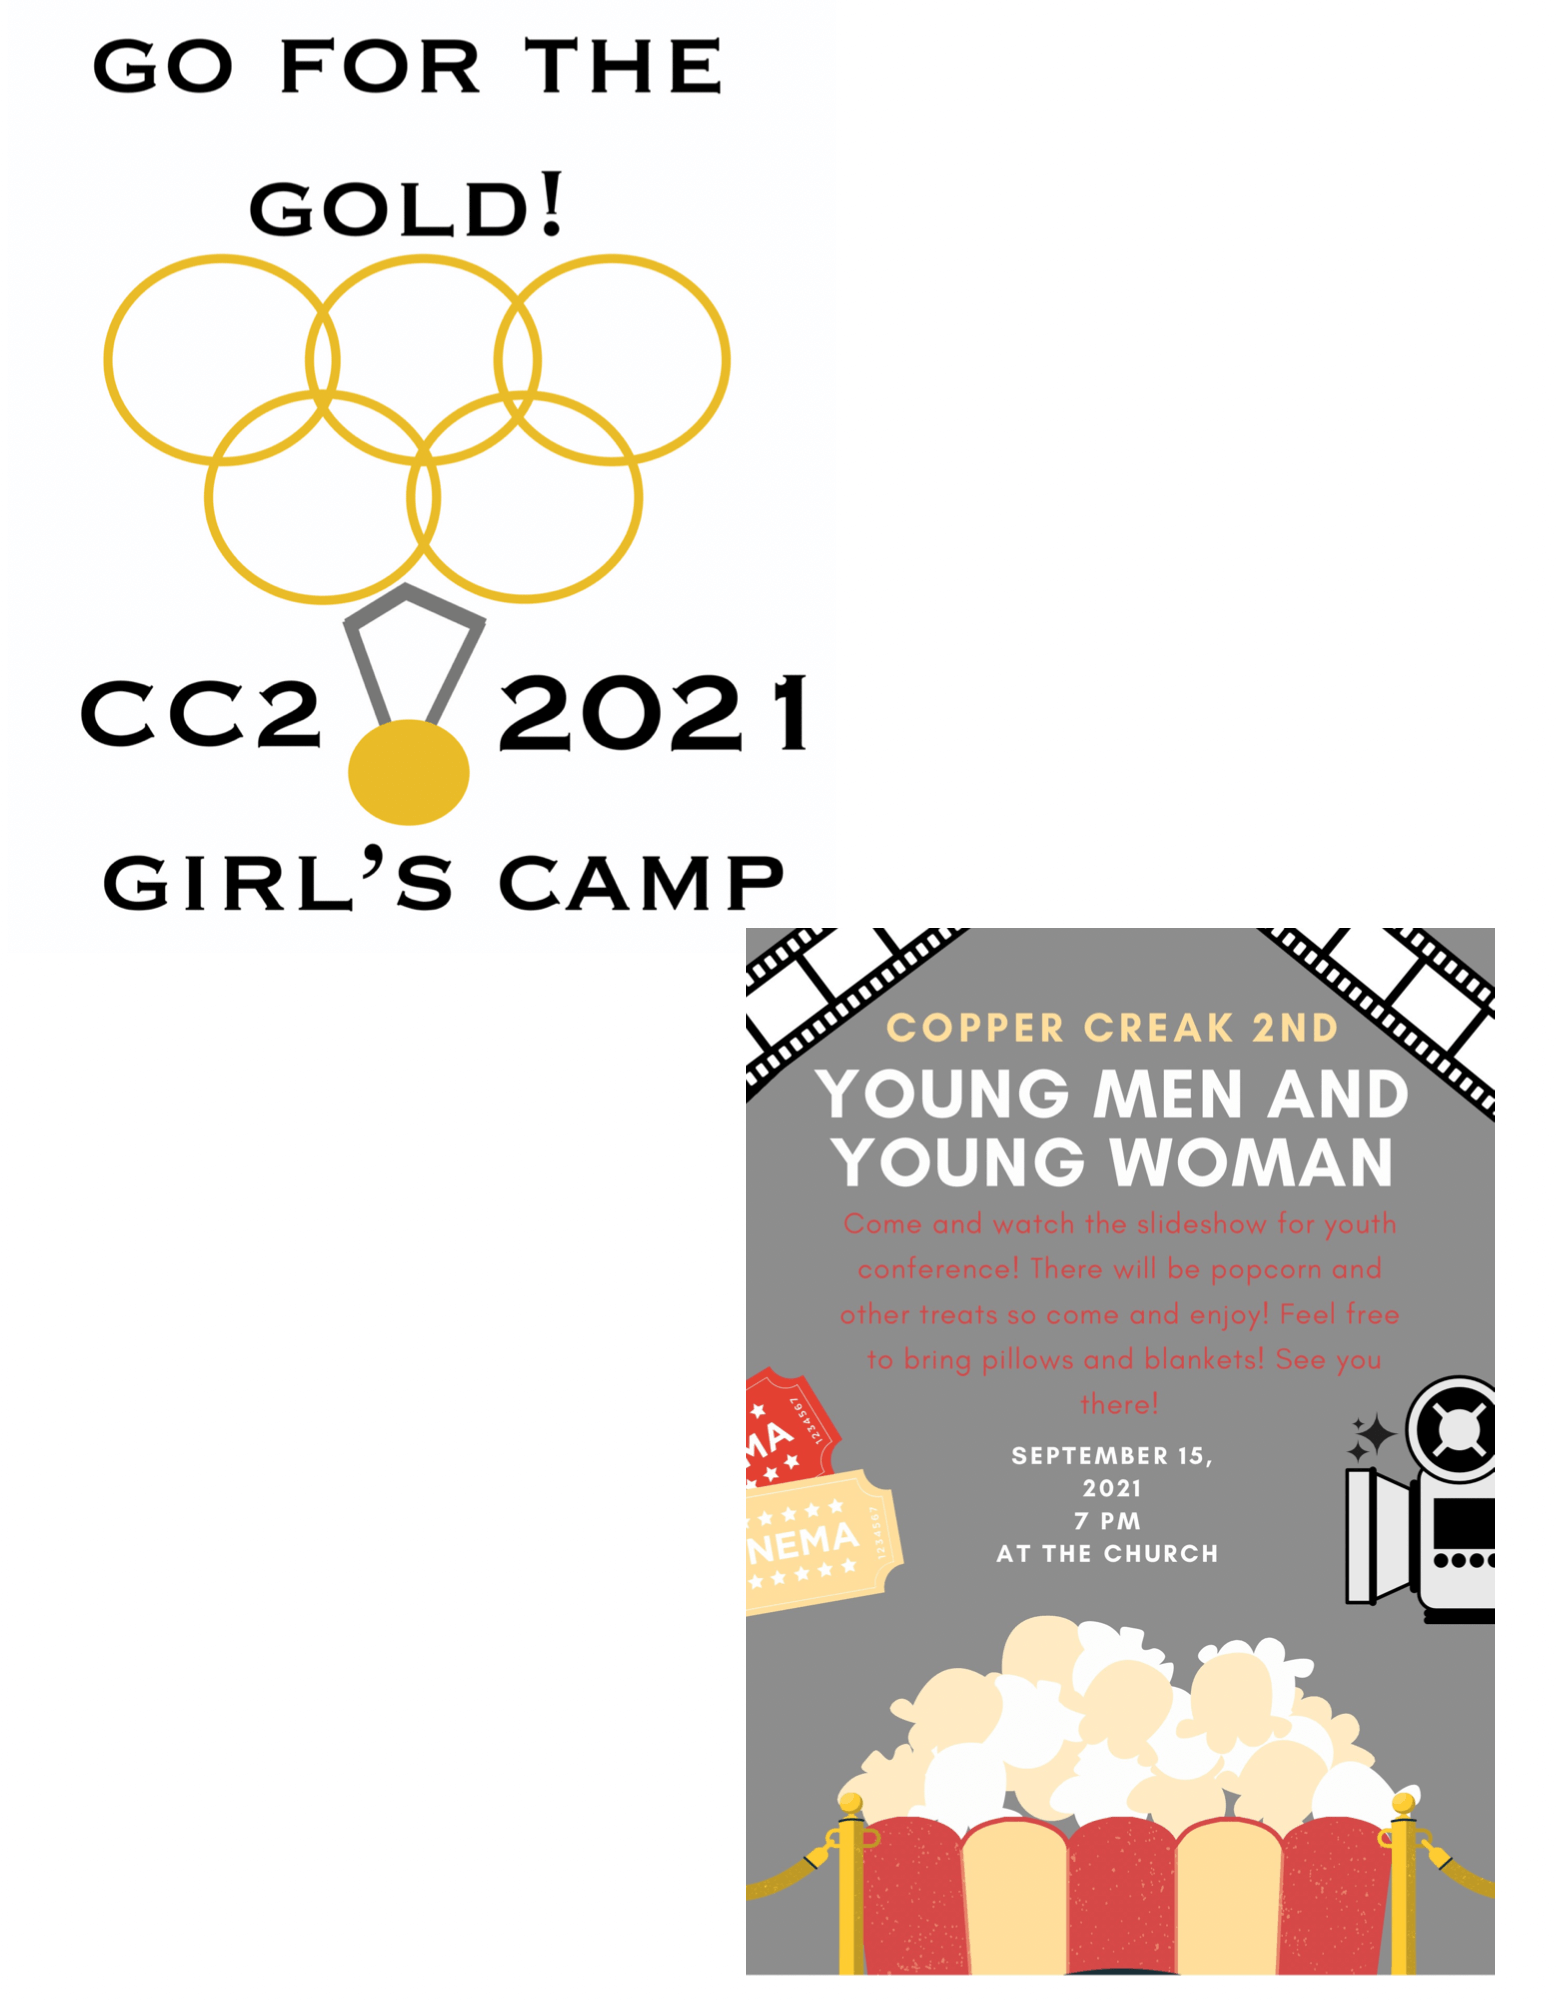 GO FOR THE
GOLD!
CC2 2021
GIRL'S CAMP
COPPER CREAK 2ND
YOUNG MEN AND
YOUNG WOMAN
Come and watch the slideshow for youth
conference! There will be popcorn and
other treats so come and enjoy! Feel free
to bring pillows and blankets! See you
there!
SEPTEMBER 15,
2021
7 PM
AT THE CHURCH
MA
1234567
NEMA
1234567